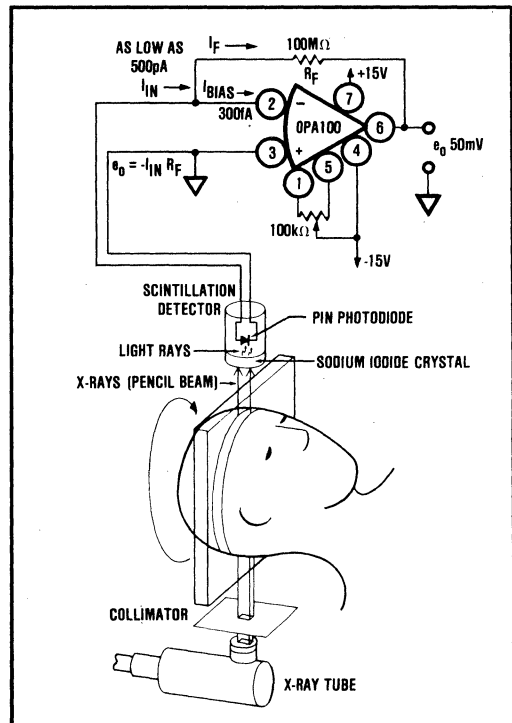 AS LOW AS
500pA
I_IN
I_F
100MΩ
R_F
I_BIAS
300fA
+15V
2
−
7
OPA100
6
3
+
4
5
1
e_o = -I_IN R_F
e_o 50mV
100kΩ
-15V
SCINTILLATION
DETECTOR
PIN PHOTODIODE
LIGHT RAYS
SODIUM IODIDE CRYSTAL
X-RAYS (PENCIL BEAM)
COLLIMATOR
X-RAY TUBE